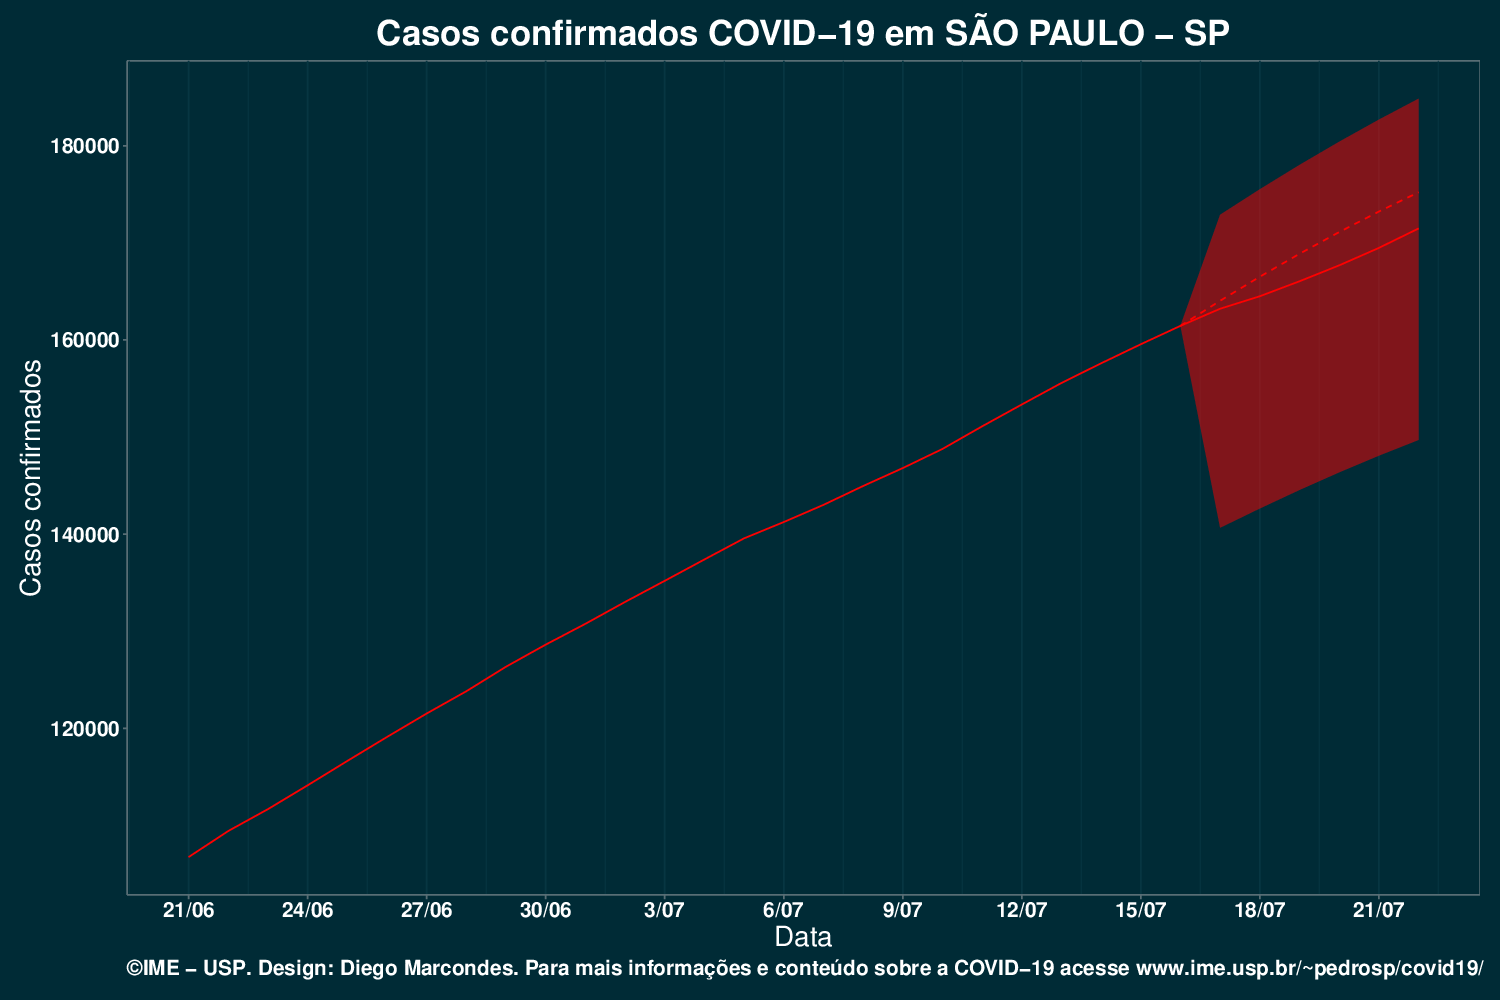 Casos confirmados COVID−19 em SÃO PAULO − SP
Casos confirmados
180000
160000
140000
120000
21/06 24/06 27/06 30/06 3/07 6/07 9/07 12/07 15/07 18/07 21/07
Data
©IME − USP. Design: Diego Marcondes. Para mais informações e conteúdo sobre a COVID−19 acesse www.ime.usp.br/~pedrosp/covid19/